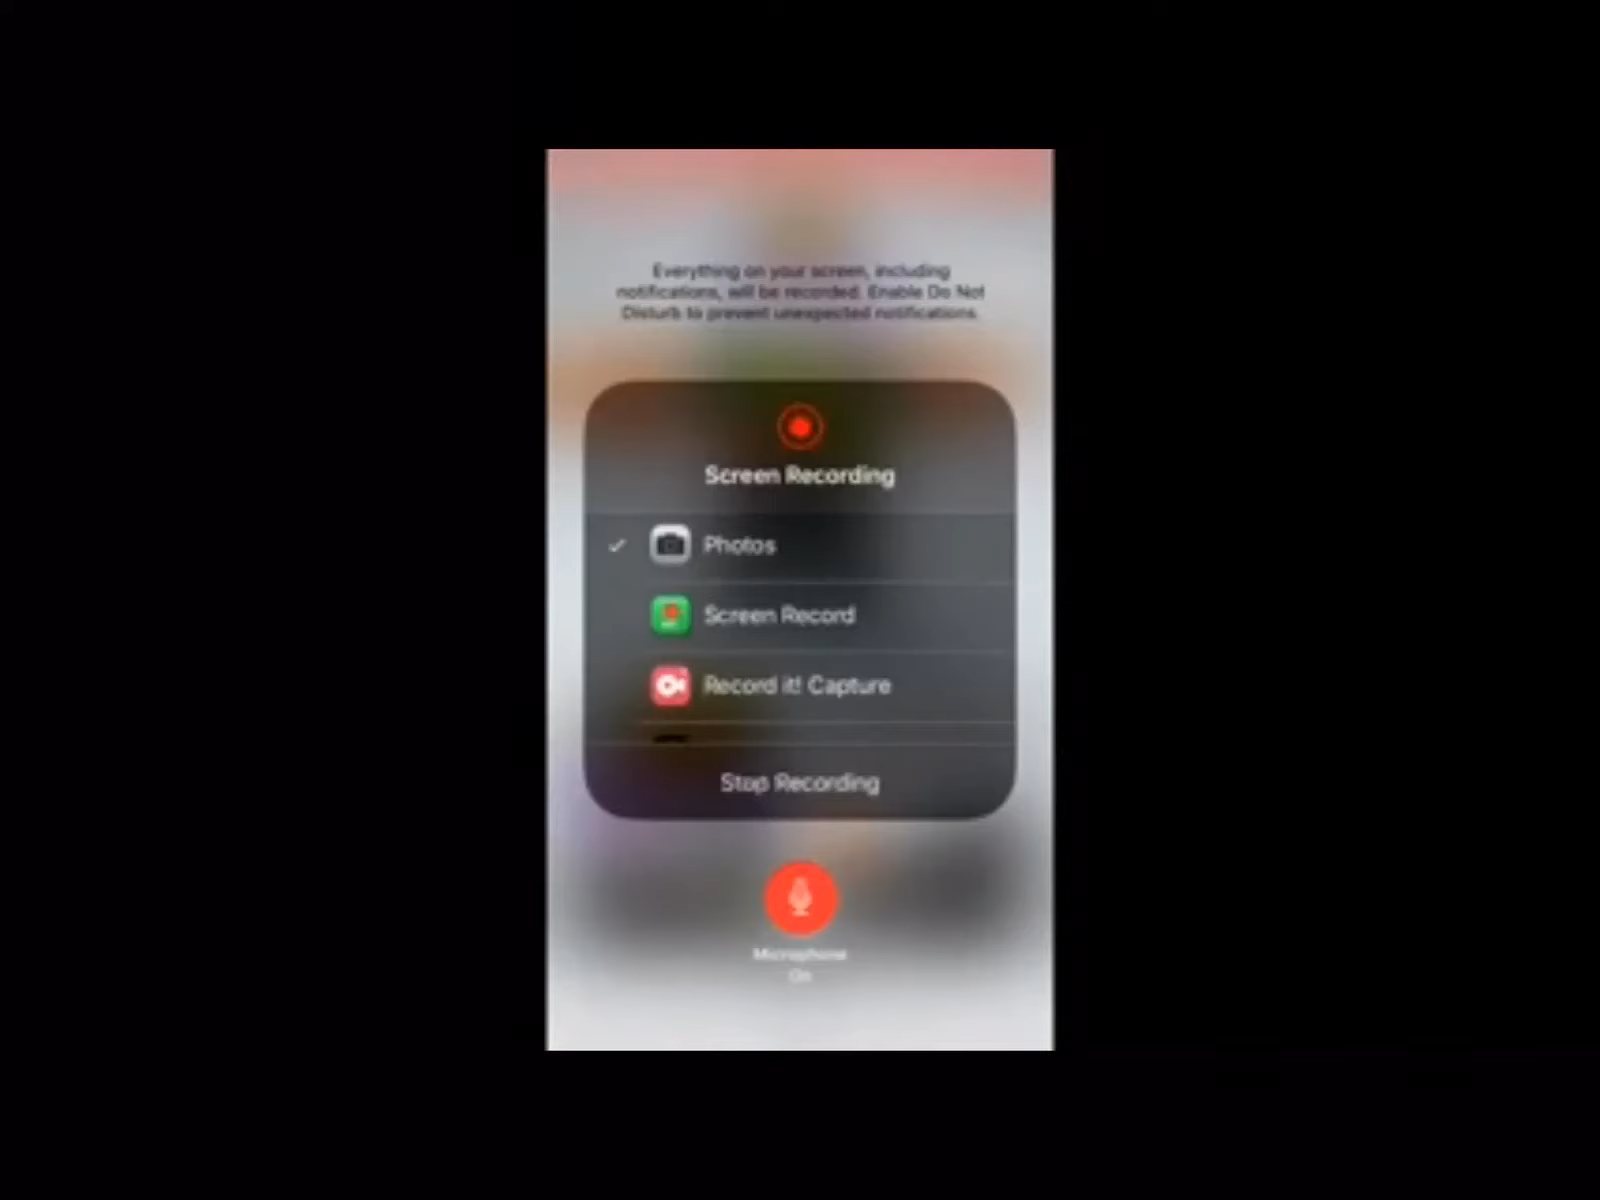 Everything on your screen, including
notifications, will be recorded. Enable Do Not
Disturb to prevent unexpected notifications.
Screen Recording
Photos
Screen Record
Record it! Capture
Stop Recording
Microphone
On